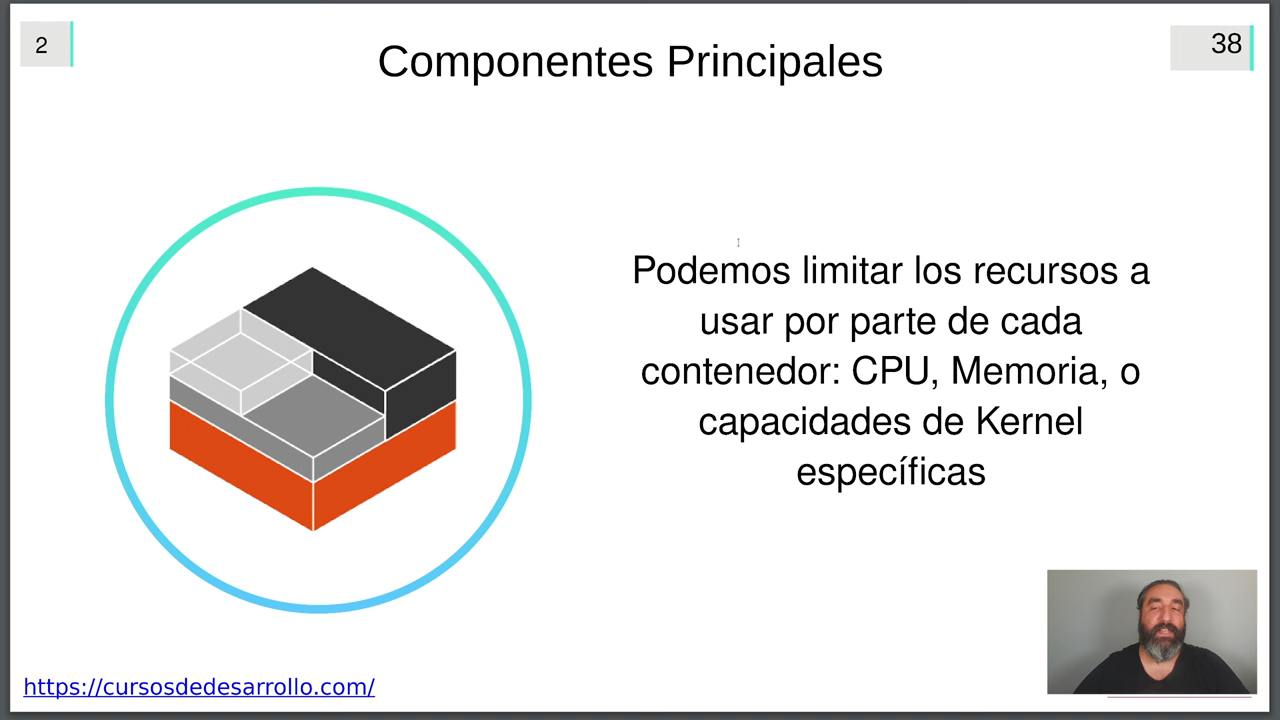 2
Componentes Principales
38
Podemos limitar los recursos a
usar por parte de cada
contenedor: CPU, Memoria, o
capacidades de Kernel
específicas
https://cursosdedesarrollo.com/